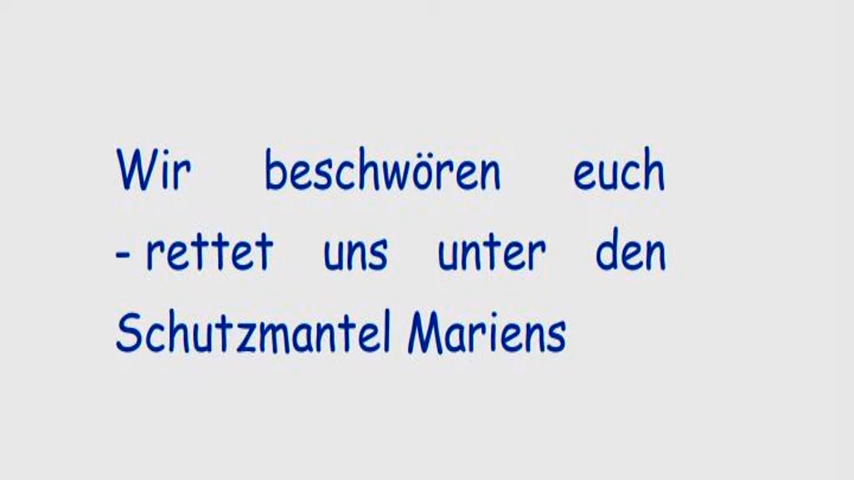 Wir beschwören euch
- rettet uns unter den
Schutzmantel Mariens